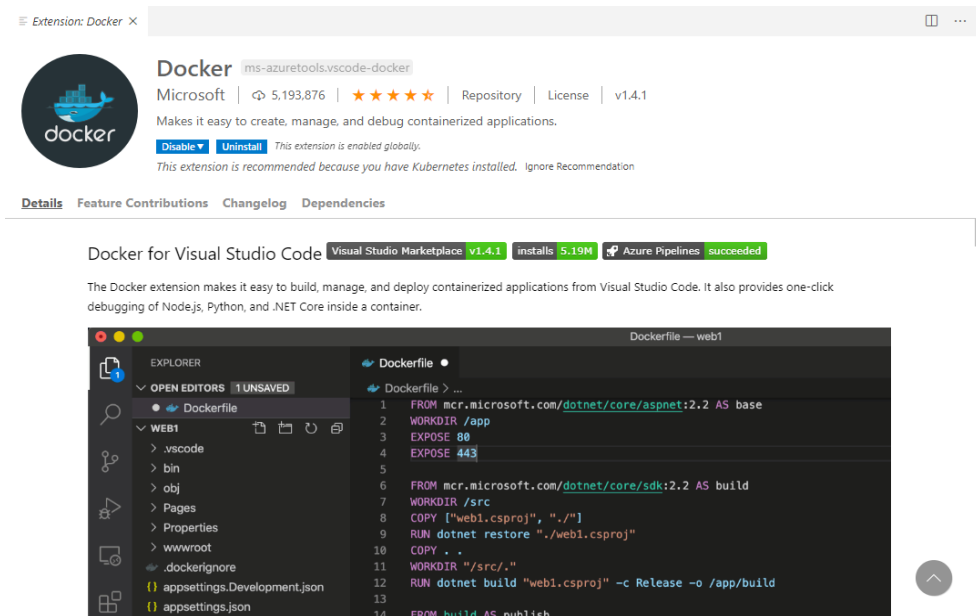 Extension: Docker
docker
Docker ms-azuretools.vscode-docker
Microsoft 5,193,876 Repository License v1.4.1
Makes it easy to create, manage, and debug containerized applications.
Disable Uninstall This extension is enabled globally.
This extension is recommended because you have Kubernetes installed. Ignore Recommendation
Details Feature Contributions Changelog Dependencies
Docker for Visual Studio Code Visual Studio Marketplace v1.4.1 installs 5.19M Azure Pipelines succeeded
The Docker extension makes it easy to build, manage, and deploy containerized applications from Visual Studio Code. It also provides one-click
debugging of Node.js, Python, and .NET Core inside a container.
Dockerfile — web1
1
EXPLORER
OPEN EDITORS 1 UNSAVED
Dockerfile
WEB1
.vscode
bin
obj
Pages
Properties
wwwroot
.dockerignore
{} appsettings.Development.json
{} appsettings.json
Dockerfile ●
Dockerfile > ...
1 FROM mcr.microsoft.com/dotnet/core/aspnet:2.2 AS base
2 WORKDIR /app
3 EXPOSE 80
4 EXPOSE 443
5
6 FROM mcr.microsoft.com/dotnet/core/sdk:2.2 AS build
7 WORKDIR /src
8 COPY ["web1.csproj", "./"]
9 RUN dotnet restore "./web1.csproj"
10 COPY . .
11 WORKDIR "/src/."
12 RUN dotnet build "web1.csproj" -c Release -o /app/build
13
14 FROM build AS publish